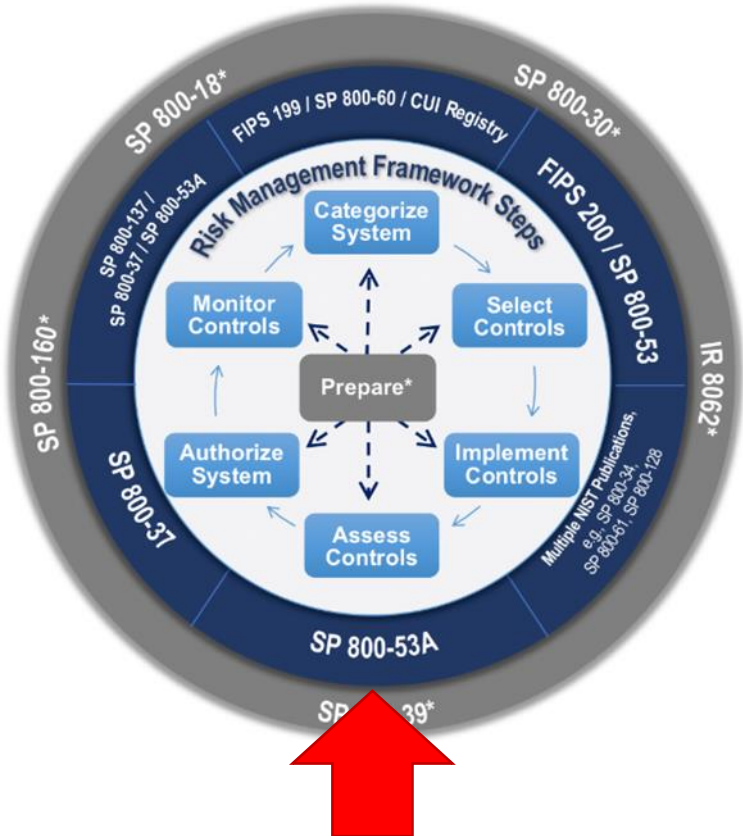 SP 800-18*
SP 800-30*
IR 8062*
SP 39*
SP 800-160*
FIPS 199 / SP 800-60 / CUI Registry
FIPS 200 / SP 800-53
Multiple NIST Publications,
e.g., SP 800-34,
SP 800-61, SP 800-128
SP 800-53A
SP 800-37
SP 800-137 /
SP 800-37 / SP 800-53A
Risk Management Framework Steps
Categorize
System
Select
Controls
Implement
Controls
Assess
Controls
Authorize
System
Monitor
Controls
Prepare*